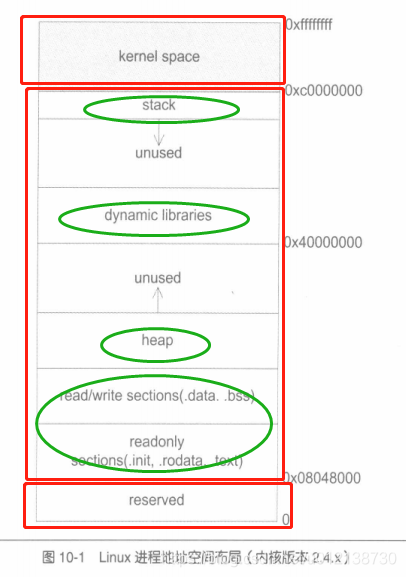 0xffffffff
kernel space
0xc0000000
stack
unused
dynamic libraries
0x40000000
unused
heap
read/write sections(.data. .bss)
readonly
sections(.init, .rodata, .text)
0x08048000
reserved
0
图 10-1 Linux 进程地址空间布局(内核版本 2.4.x)